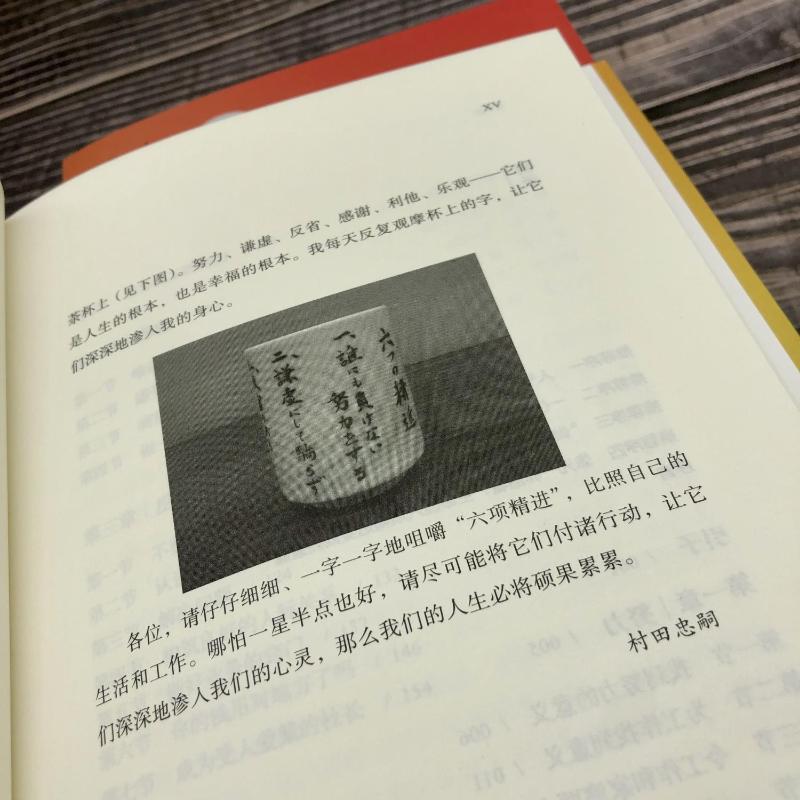 XV
茶杯上（见下图）。努力、谦虚、反省、感谢、利他、乐观——它们
是人生的根本，也是幸福的根本。我每天反复观摩杯上的字，让它
们深深地渗入我的身心。
六つの精進
一、誰にも負けない
努力をする
二、謙虚にして驕らず
各位，请仔仔细细、一字一字地咀嚼“六项精进”，比照自己的
生活和工作。哪怕一星半点也好，请尽可能将它们付诸行动，让它
们深深地渗入我们的心灵，那么我们的人生必将硕果累累。
村田忠嗣